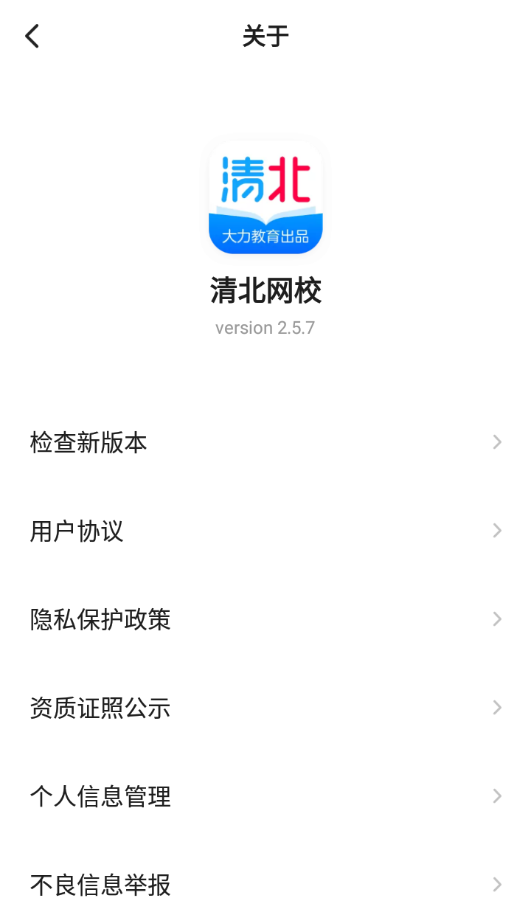 关于
清北
大力教育出品
清北网校
version 2.5.7
检查新版本
用户协议
隐私保护政策
资质证照公示
个人信息管理
不良信息举报